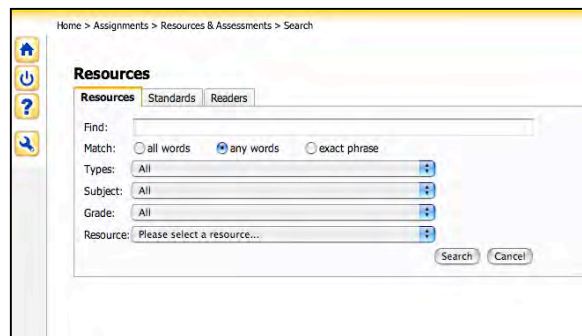 Home > Assignments > Resources & Assessments > Search
Resources
Resources Standards Readers
Find:
Match: all words any words exact phrase
Types: All
Subject: All
Grade: All
Resource: Please select a resource...
Search Cancel
?